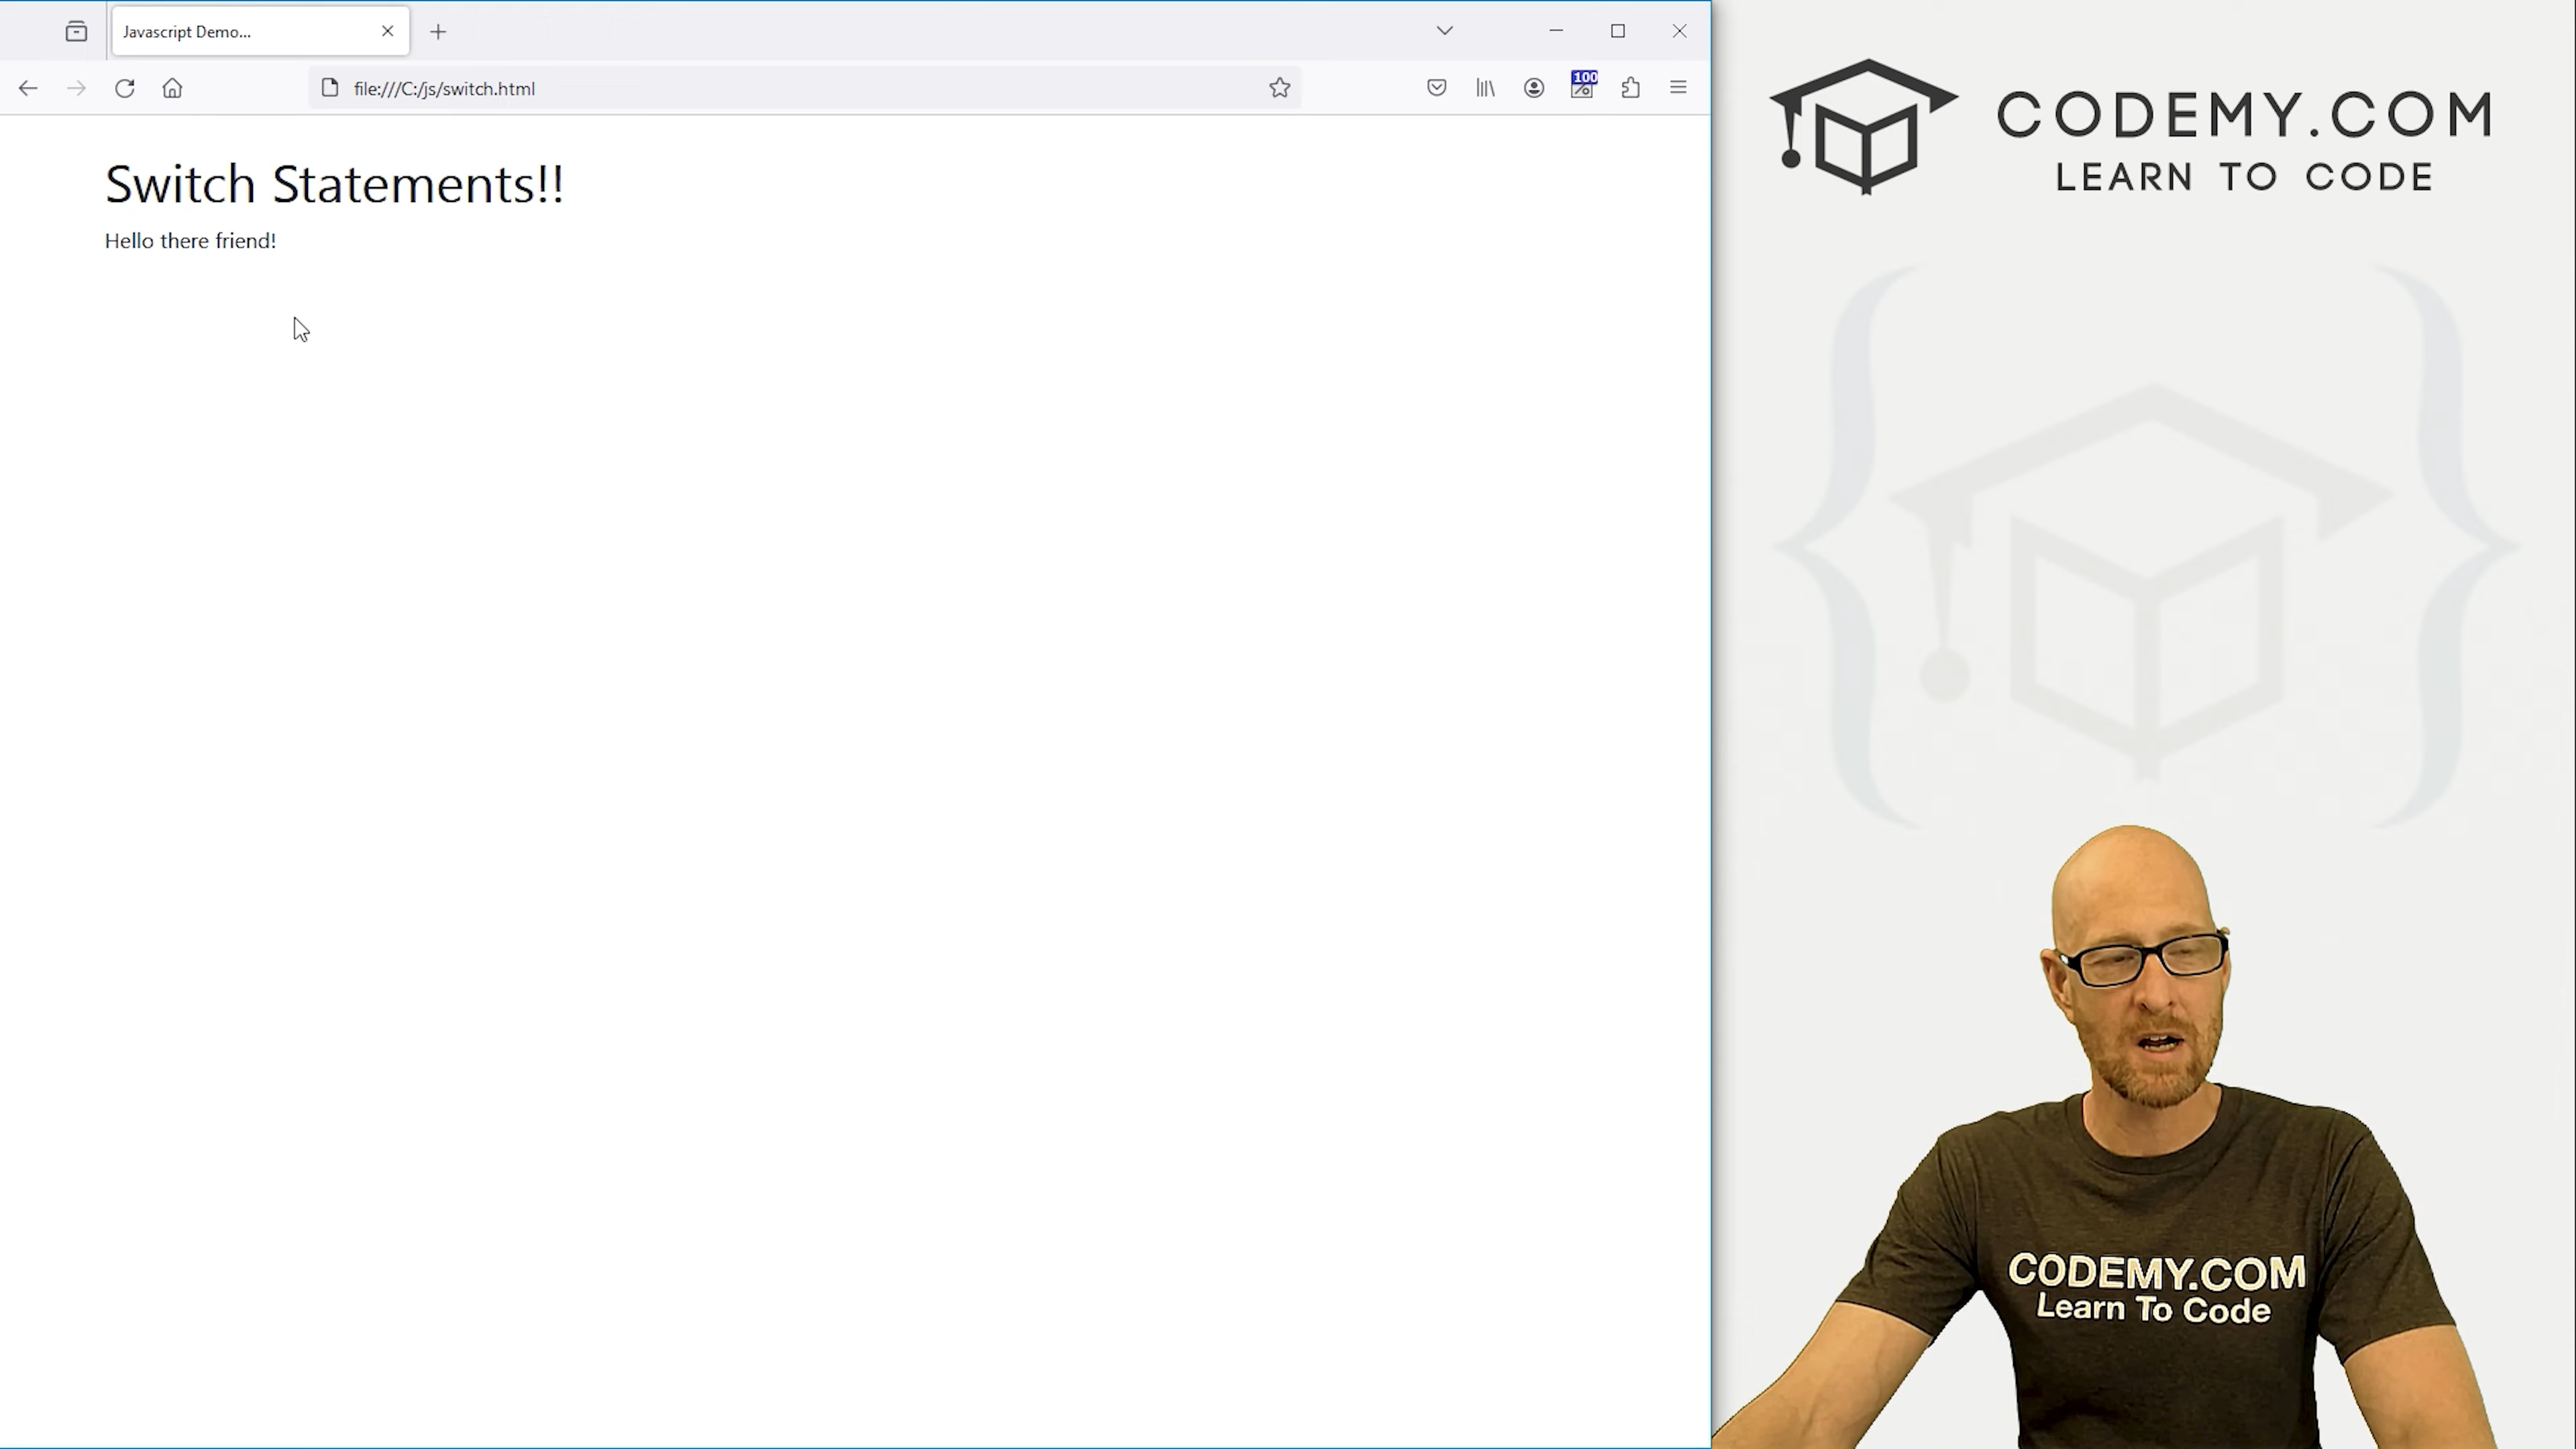 Javascript Demo...
file:///C:/js/switch.html
100
Switch Statements!!
Hello there friend!
CODEMY.COM
LEARN TO CODE
CODEMY.COM
Learn To Code